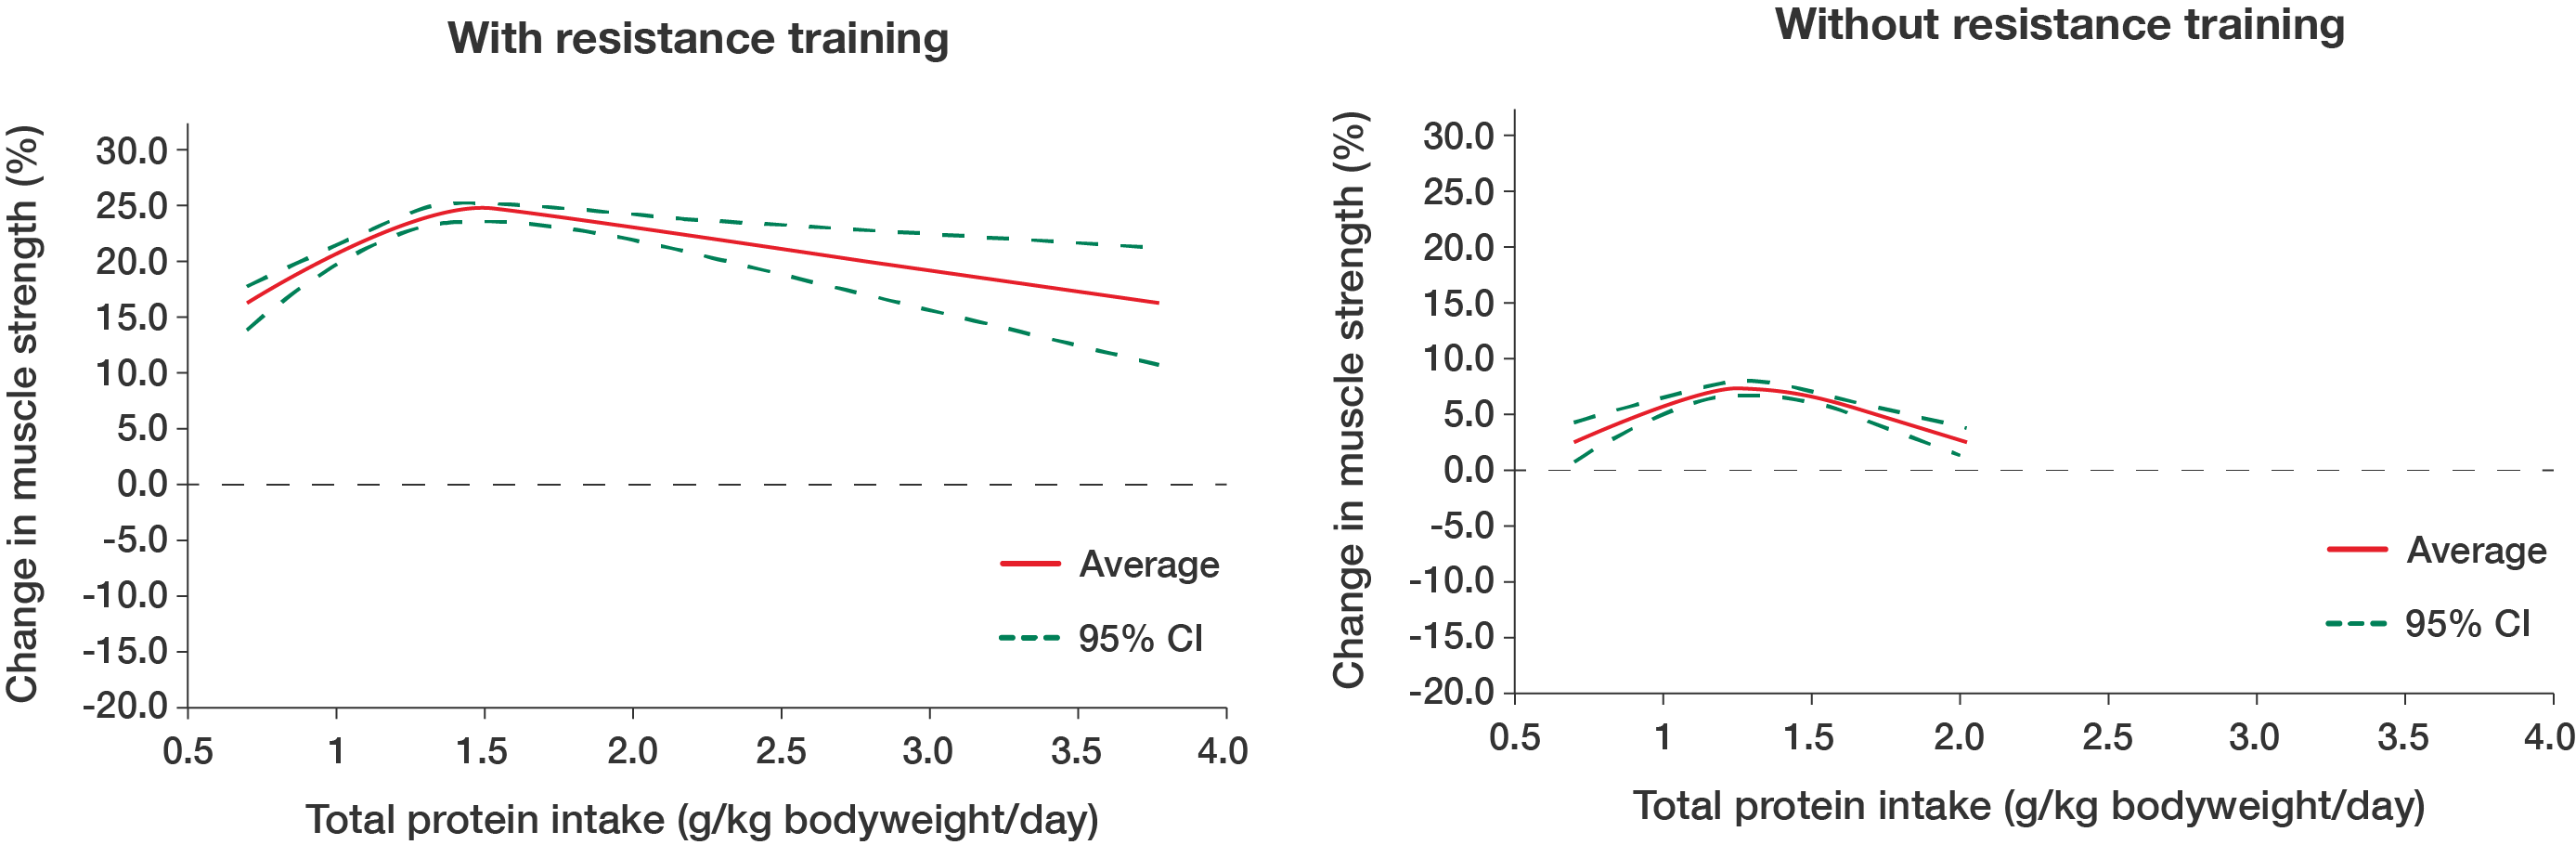 With resistance training
Change in muscle strength (%)
30.0
25.0
20.0
15.0
10.0
5.0
0.0
-5.0
-10.0
-15.0
-20.0
0.5 1 1.5 2.0 2.5 3.0 3.5 4.0
Total protein intake (g/kg bodyweight/day)
Average
95% CI
Without resistance training
Change in muscle strength (%)
30.0
25.0
20.0
15.0
10.0
5.0
0.0
-5.0
-10.0
-15.0
-20.0
0.5 1 1.5 2.0 2.5 3.0 3.5 4.0
Total protein intake (g/kg bodyweight/day)
Average
95% CI